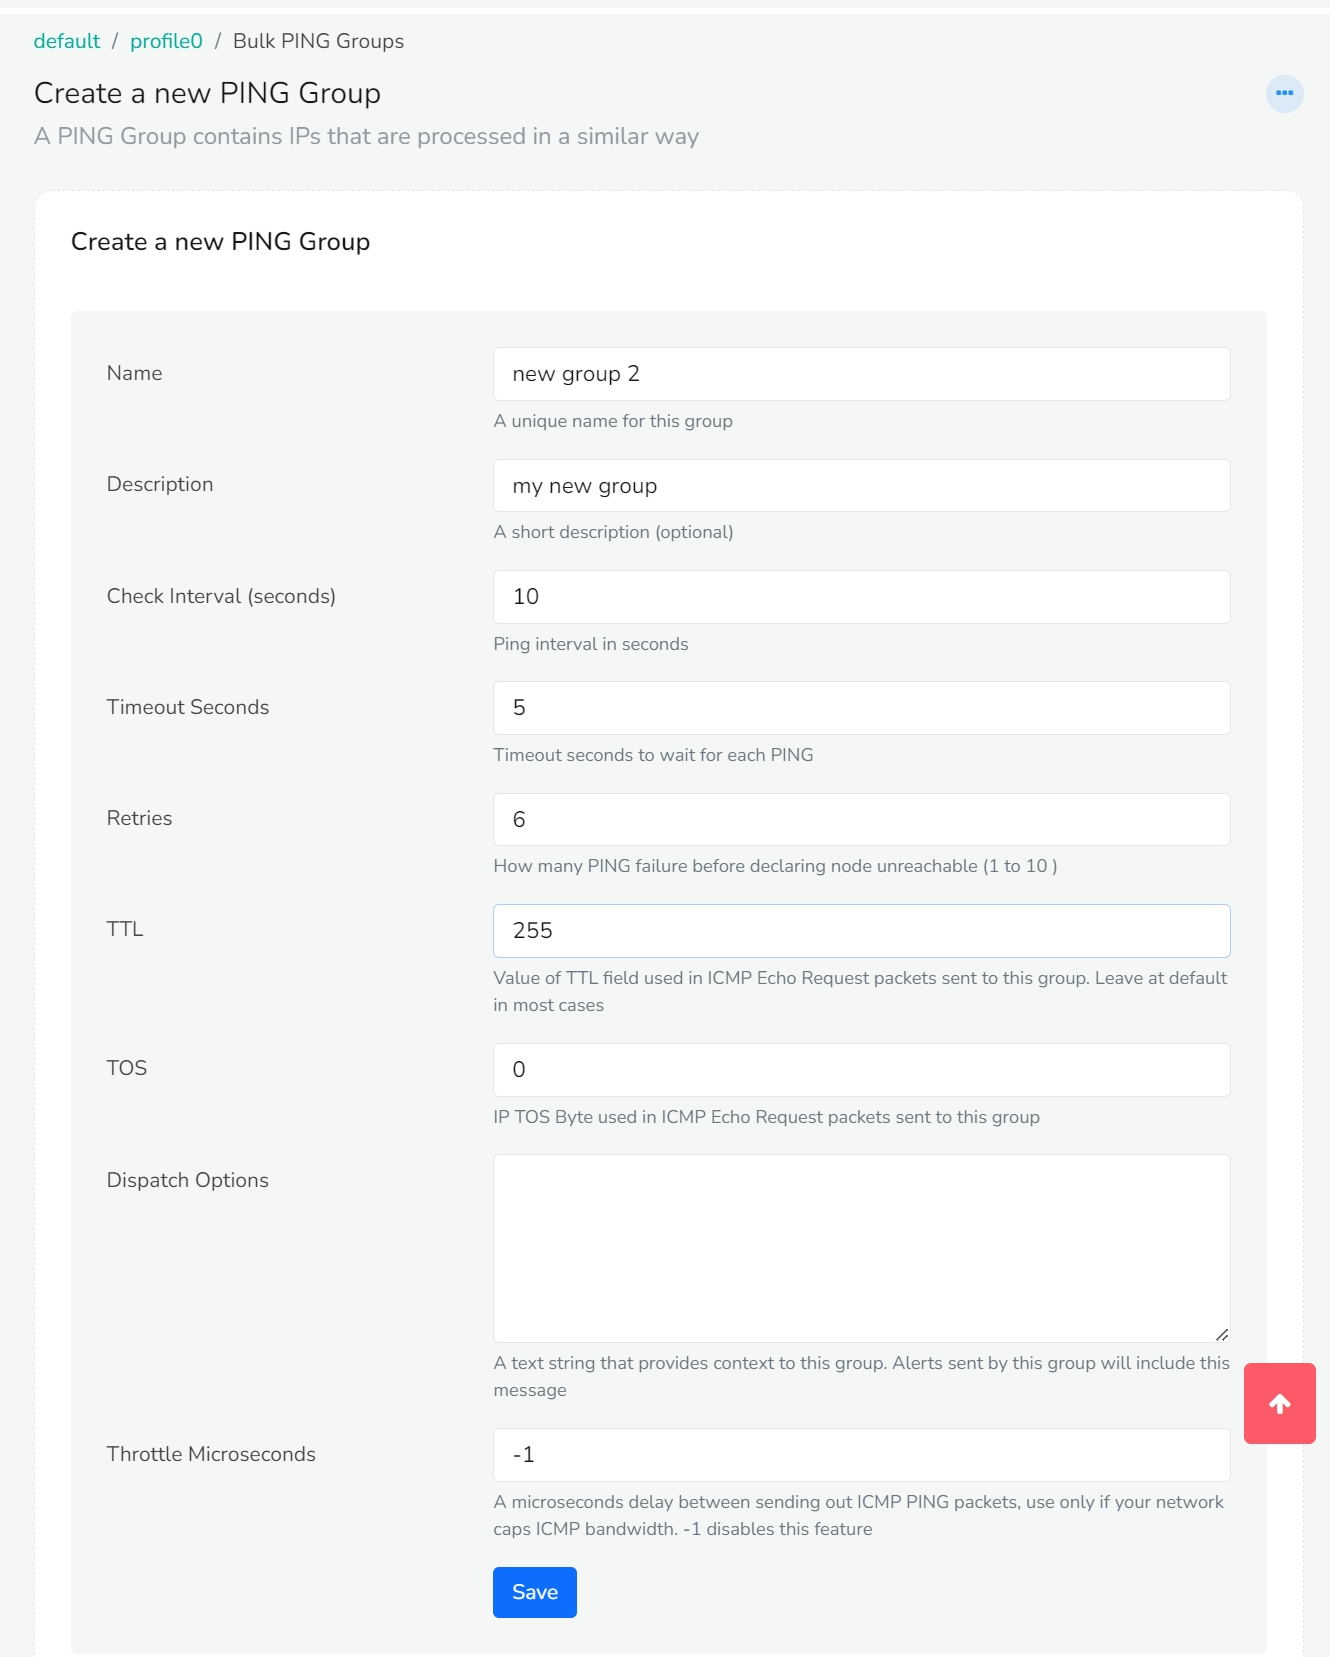 default / profile0 / Bulk PING Groups
Create a new PING Group
A PING Group contains IPs that are processed in a similar way
Create a new PING Group
Name
new group 2
A unique name for this group
Description
my new group
A short description (optional)
Check Interval (seconds)
10
Ping interval in seconds
Timeout Seconds
5
Timeout seconds to wait for each PING
Retries
6
How many PING failure before declaring node unreachable (1 to 10 )
TTL
255
Value of TTL field used in ICMP Echo Request packets sent to this group. Leave at default
in most cases
TOS
0
IP TOS Byte used in ICMP Echo Request packets sent to this group
Dispatch Options
A text string that provides context to this group. Alerts sent by this group will include this
message
Throttle Microseconds
-1
A microseconds delay between sending out ICMP PING packets, use only if your network
caps ICMP bandwidth. -1 disables this feature
Save